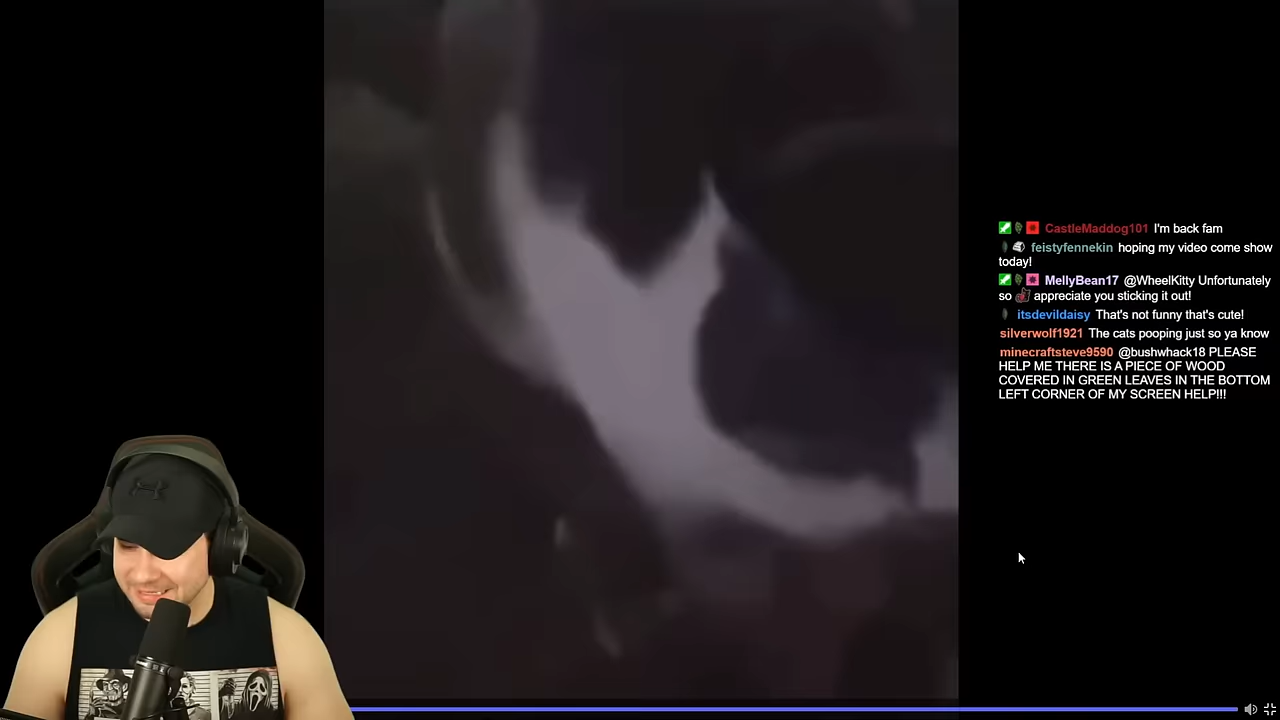 CastleMaddog101 I'm back fam
feistyfennekin hoping my video come show
today!
MellyBean17 @WheelKitty Unfortunately
so appreciate you sticking it out!
itsdevildaisy That's not funny that's cute!
silverwolf1921 The cats pooping just so ya know
minecraftsteve9590 @bushwhack18 PLEASE
HELP ME THERE IS A PIECE OF WOOD
COVERED IN GREEN LEAVES IN THE BOTTOM
LEFT CORNER OF MY SCREEN HELP!!!